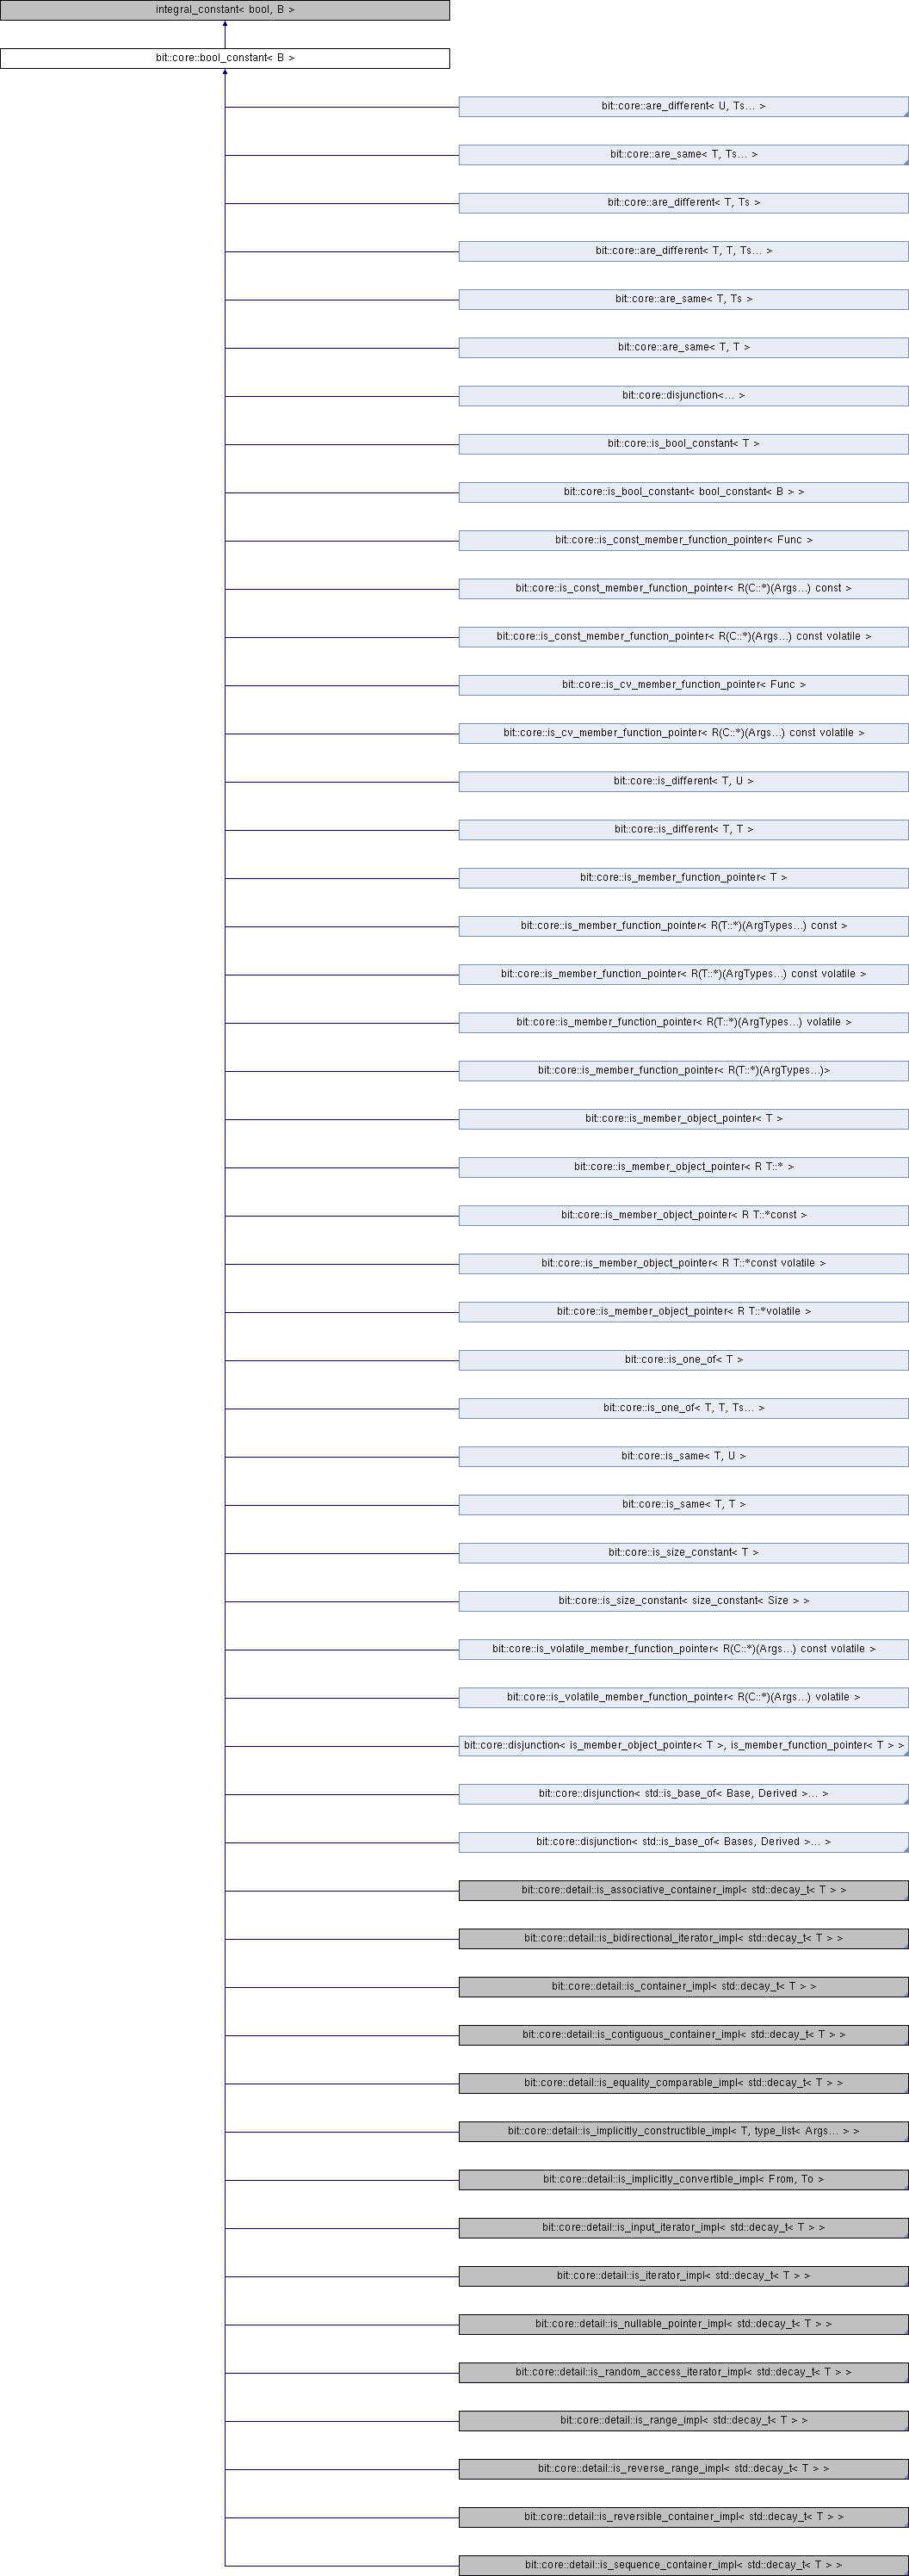 integral_constant< bool, B >
bit::core::bool_constant< B >
bit::core::are_different< U, Ts... >
bit::core::are_same< T, Ts... >
bit::core::are_different< T, Ts >
bit::core::are_different< T, T, Ts... >
bit::core::are_same< T, Ts >
bit::core::are_same< T, T >
bit::core::disjunction<... >
bit::core::is_bool_constant< T >
bit::core::is_bool_constant< bool_constant< B > >
bit::core::is_const_member_function_pointer< Func >
bit::core::is_const_member_function_pointer< R(C::*)(Args...) const >
bit::core::is_const_member_function_pointer< R(C::*)(Args...) const volatile >
bit::core::is_cv_member_function_pointer< Func >
bit::core::is_cv_member_function_pointer< R(C::*)(Args...) const volatile >
bit::core::is_different< T, U >
bit::core::is_different< T, T >
bit::core::is_member_function_pointer< T >
bit::core::is_member_function_pointer< R(T::*)(ArgTypes...) const >
bit::core::is_member_function_pointer< R(T::*)(ArgTypes...) const volatile >
bit::core::is_member_function_pointer< R(T::*)(ArgTypes...) volatile >
bit::core::is_member_function_pointer< R(T::*)(ArgTypes...)>
bit::core::is_member_object_pointer< T >
bit::core::is_member_object_pointer< R T::* >
bit::core::is_member_object_pointer< R T::*const >
bit::core::is_member_object_pointer< R T::*const volatile >
bit::core::is_member_object_pointer< R T::*volatile >
bit::core::is_one_of< T >
bit::core::is_one_of< T, T, Ts... >
bit::core::is_same< T, U >
bit::core::is_same< T, T >
bit::core::is_size_constant< T >
bit::core::is_size_constant< size_constant< Size > >
bit::core::is_volatile_member_function_pointer< R(C::*)(Args...) const volatile >
bit::core::is_volatile_member_function_pointer< R(C::*)(Args...) volatile >
bit::core::disjunction< is_member_object_pointer< T >, is_member_function_pointer< T > >
bit::core::disjunction< std::is_base_of< Base, Derived >... >
bit::core::disjunction< std::is_base_of< Bases, Derived >... >
bit::core::detail::is_associative_container_impl< std::decay_t< T > >
bit::core::detail::is_bidirectional_iterator_impl< std::decay_t< T > >
bit::core::detail::is_container_impl< std::decay_t< T > >
bit::core::detail::is_contiguous_container_impl< std::decay_t< T > >
bit::core::detail::is_equality_comparable_impl< std::decay_t< T > >
bit::core::detail::is_implicitly_constructible_impl< T, type_list< Args... > >
bit::core::detail::is_implicitly_convertible_impl< From, To >
bit::core::detail::is_input_iterator_impl< std::decay_t< T > >
bit::core::detail::is_iterator_impl< std::decay_t< T > >
bit::core::detail::is_nullable_pointer_impl< std::decay_t< T > >
bit::core::detail::is_random_access_iterator_impl< std::decay_t< T > >
bit::core::detail::is_range_impl< std::decay_t< T > >
bit::core::detail::is_reverse_range_impl< std::decay_t< T > >
bit::core::detail::is_reversible_container_impl< std::decay_t< T > >
bit::core::detail::is_sequence_container_impl< std::decay_t< T > >